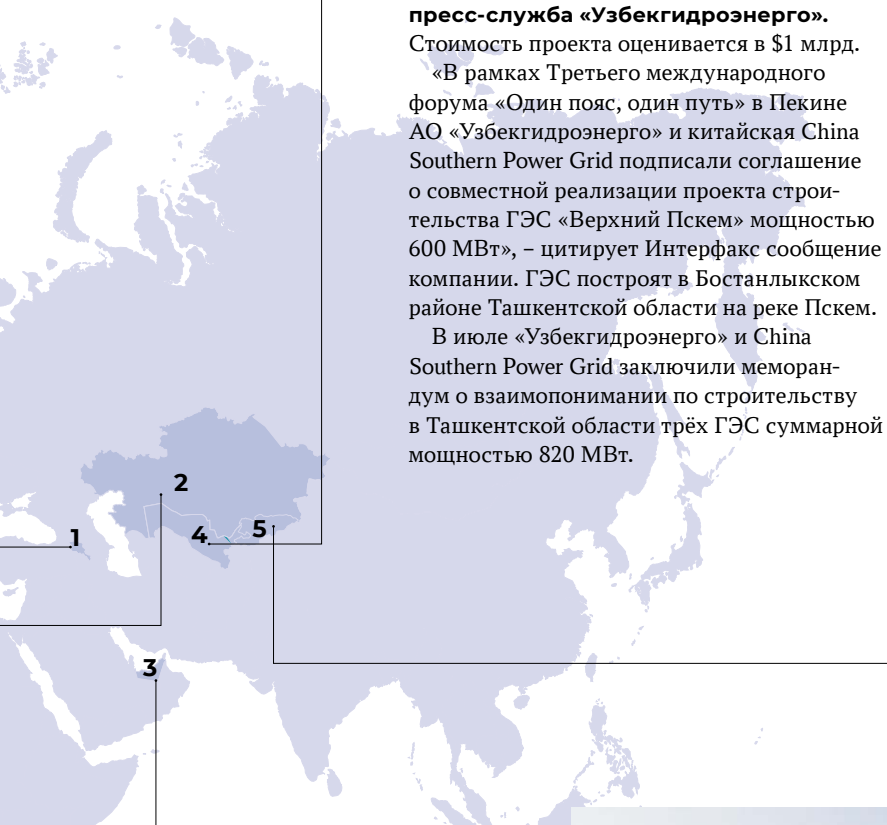 пресс-служба «Узбекгидроэнерго».
Стоимость проекта оценивается в $1 млрд.
«В рамках Третьего международного
форума «Один пояс, один путь» в Пекине
АО «Узбекгидроэнерго» и китайская China
Southern Power Grid подписали соглашение
о совместной реализации проекта строи-
тельства ГЭС «Верхний Пскем» мощностью
600 МВт», – цитирует Интерфакс сообщение
компании. ГЭС построят в Бостанлыкском
районе Ташкентской области на реке Пскем.
В июле «Узбекгидроэнерго» и China
Southern Power Grid заключили меморан-
дум о взаимопонимании по строительству
в Ташкентской области трёх ГЭС суммарной
мощностью 820 МВт.
2
1
4
5
3